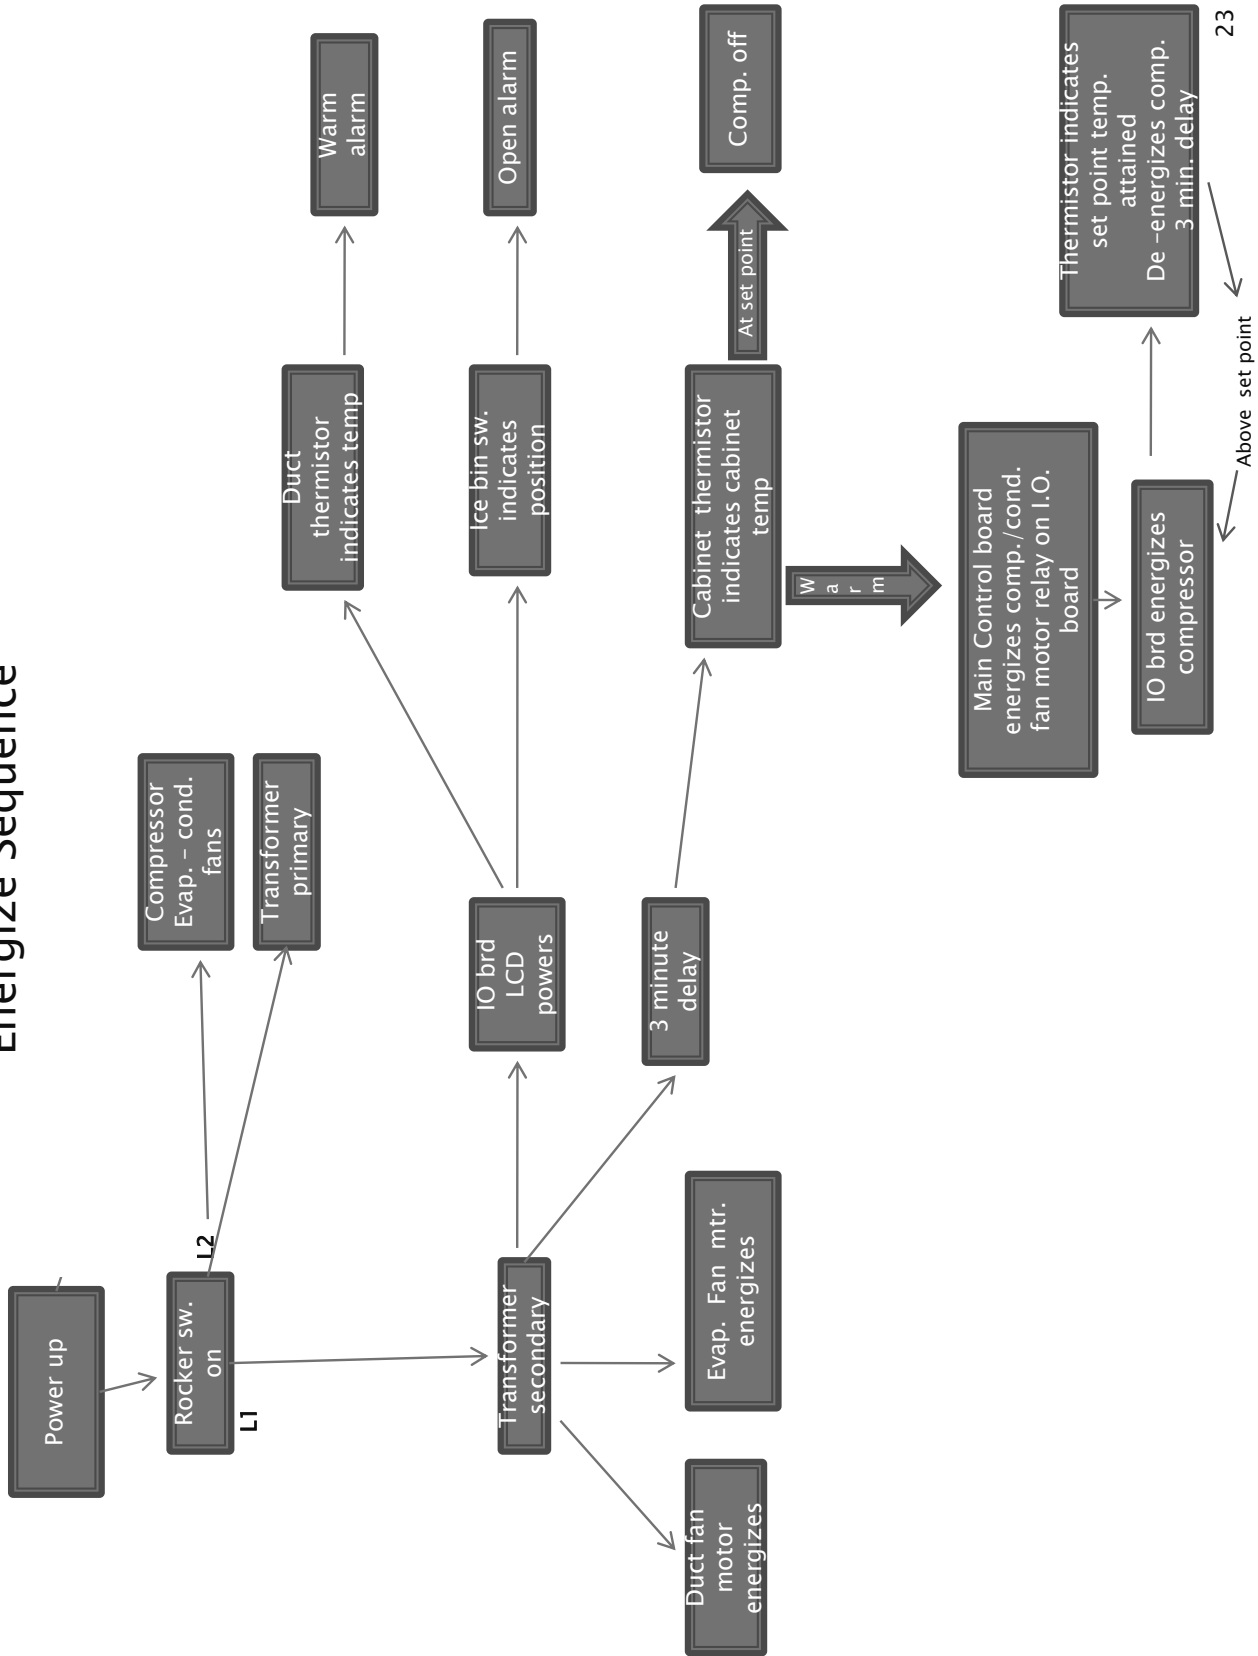 Energize Sequence
Power up
Rocker sw.
on
L1
L2
Compressor
Evap. – cond.
fans
Transformer
primary
Transformer
secondary
Duct fan
motor
energizes
Evap. Fan mtr.
energizes
IO brd
LCD
powers
3 minute
delay
Duct
thermistor
indicates temp
Warm
alarm
Ice bin sw.
indicates
position
Open alarm
Cabinet thermistor
indicates cabinet
temp
At set point
Comp. off
W
a
r
m
Main Control board
energizes comp./cond.
fan motor relay on I.O.
board
IO brd energizes
compressor
Thermistor indicates
set point temp.
attained
De –energizes comp.
3 min. delay
Above set point
23